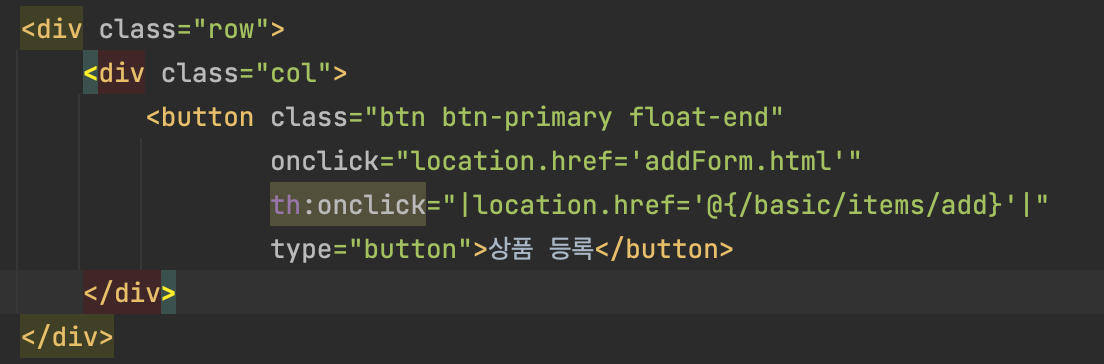 <div class="row">
<div class="col">
<button class="btn btn-primary float-end"
onclick="location.href='addForm.html'"
th:onclick="|location.href='@{/basic/items/add}'|"
type="button">상품 등록</button>
</div>
</div>